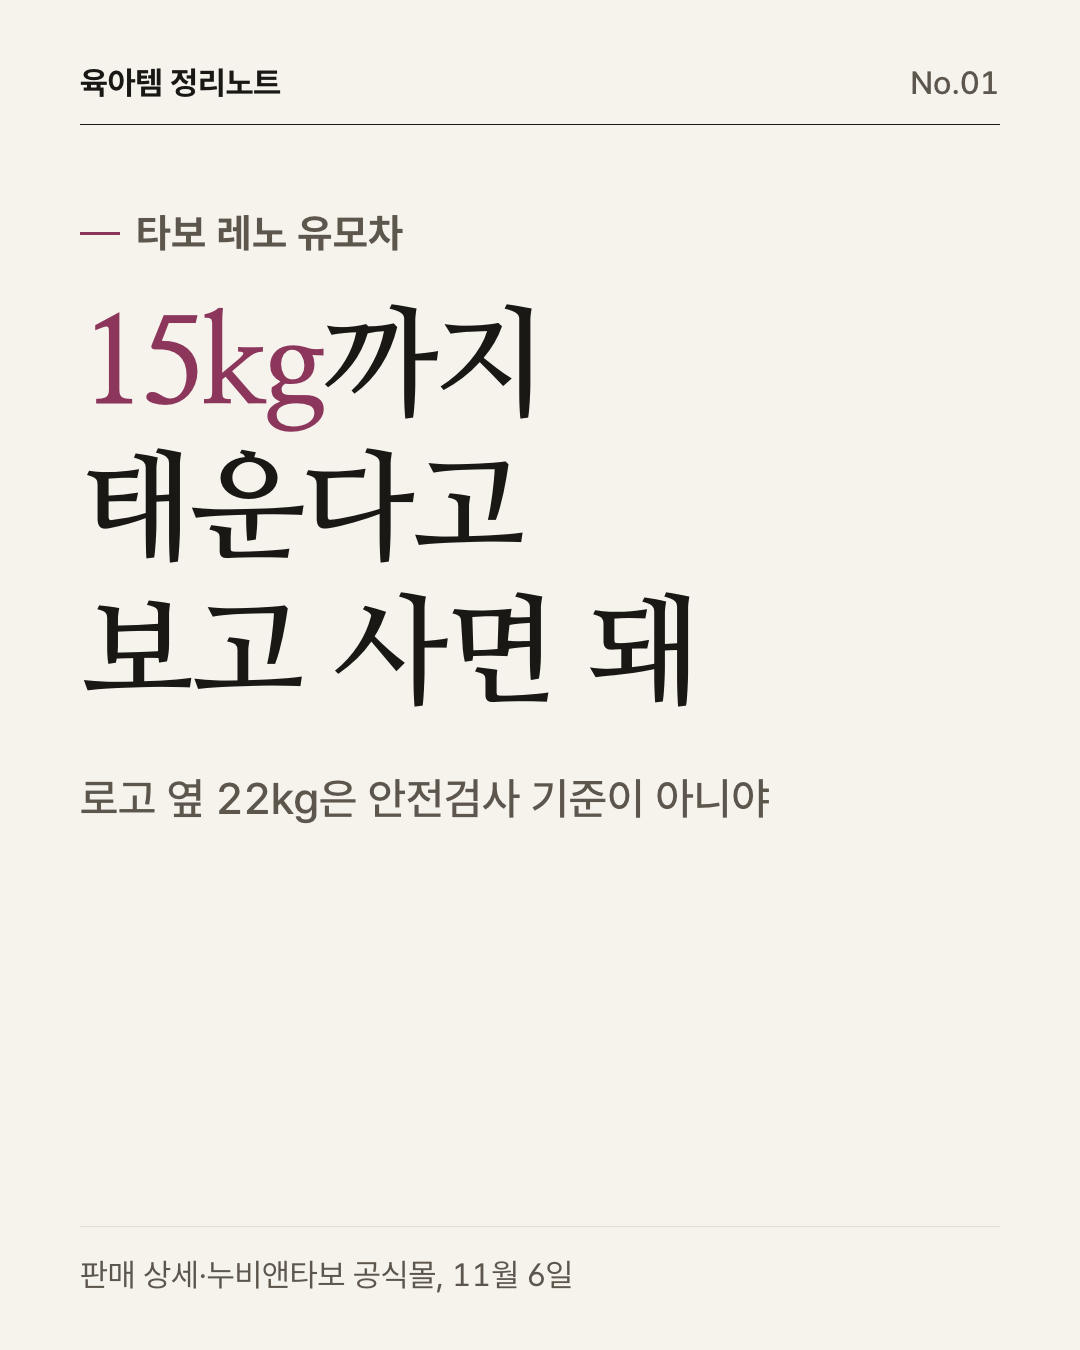 육아템 정리노트
No.01
타보 레노 유모차
15kg까지
태운다고
보고 사면 돼
로고 옆 22kg은 안전검사 기준이 아니야
판매 상세·누비앤타보 공식몰, 11월 6일